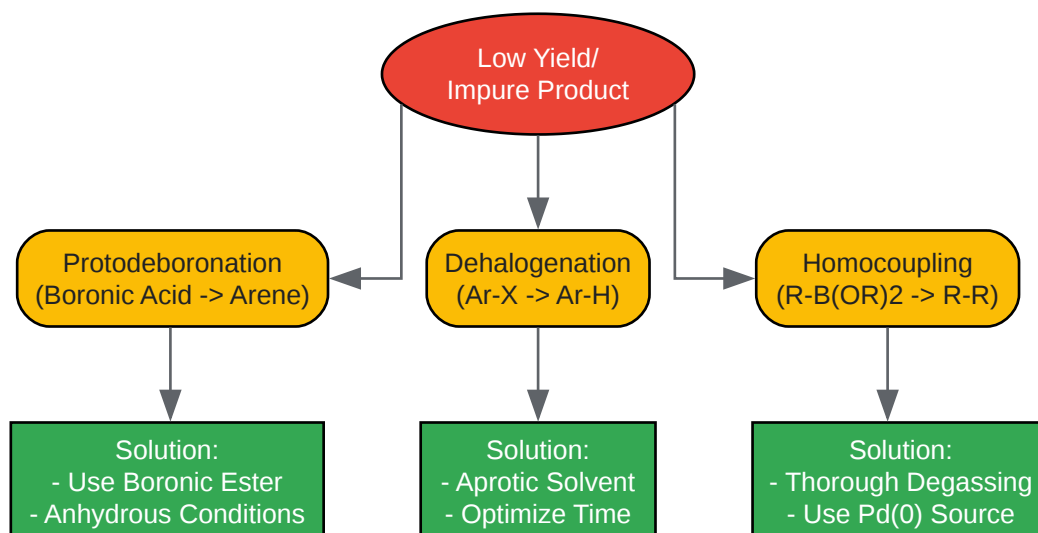 Low Yield/
Impure Product
Protodeboronation
(Boronic Acid -> Arene)
Dehalogenation
(Ar-X -> Ar-H)
Homocoupling
(R-B(OR)2 -> R-R)
Solution:
- Use Boronic Ester
- Anhydrous Conditions
Solution:
- Aprotic Solvent
- Optimize Time
Solution:
- Thorough Degassing
- Use Pd(0) Source